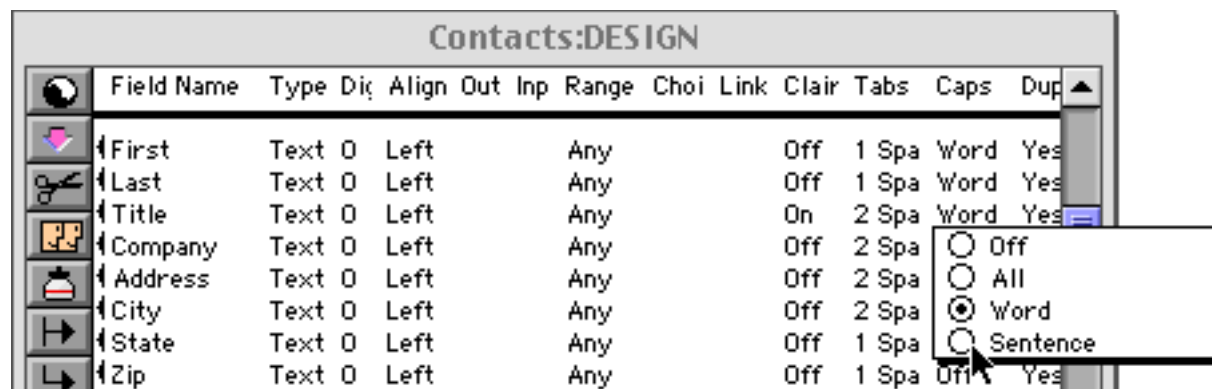 Contacts:DESIGN
Field Name Type Dig Align Out Inp Range Choi Link Clair Tabs Caps Dup
First Text 0 Left Any Off 1 Spa Word Yes
Last Text 0 Left Any Off 1 Spa Word Yes
Title Text 0 Left Any On 2 Spa Word Yes
Company Text 0 Left Any Off 2 Spa Off
Address Text 0 Left Any Off 2 Spa All
City Text 0 Left Any Off 2 Spa Word
State Text 0 Left Any Off 1 Spa Sentence
Zip Text 0 Left Any Off 1 Spa Off Yes